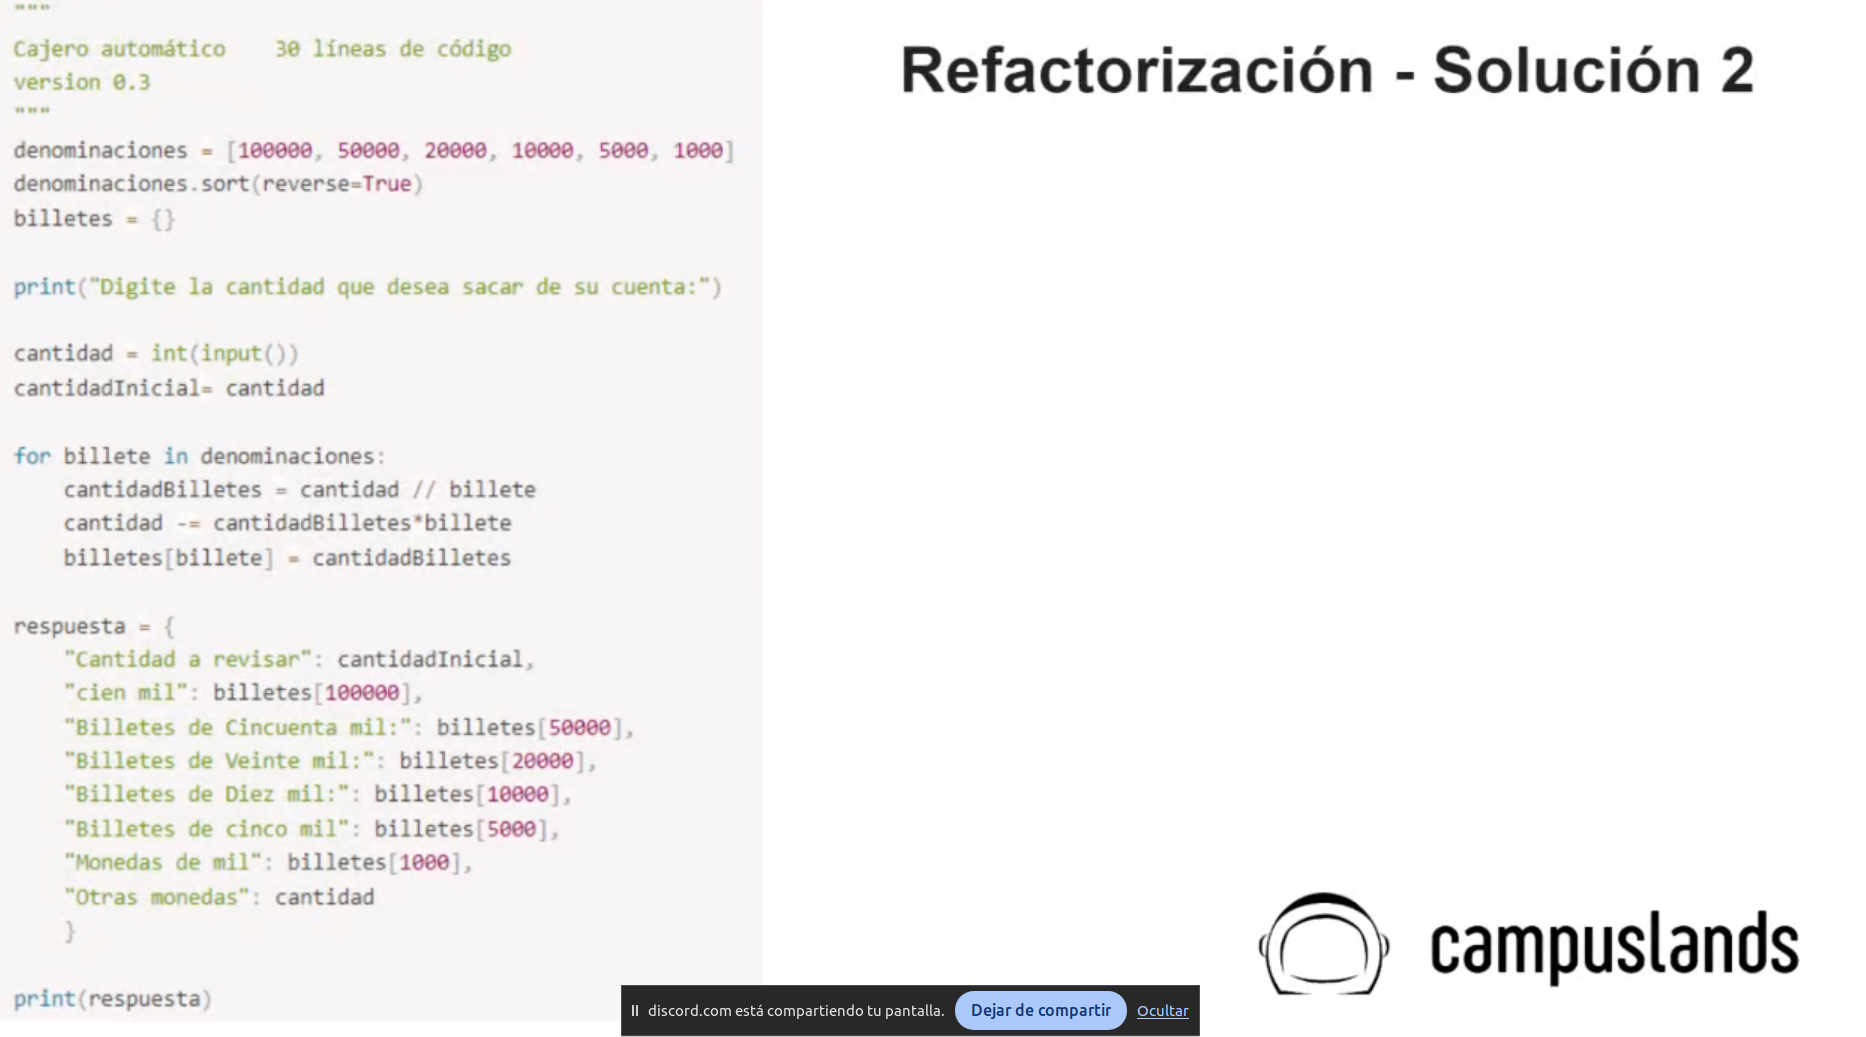 """
Cajero automático    30 líneas de código
version 0.3
"""
denominaciones = [100000, 50000, 20000, 10000, 5000, 1000]
denominaciones.sort(reverse=True)
billetes = {}
print("Digite la cantidad que desea sacar de su cuenta:")
cantidad = int(input())
cantidadInicial= cantidad
for billete in denominaciones:
    cantidadBilletes = cantidad // billete
    cantidad -= cantidadBilletes*billete
    billetes[billete] = cantidadBilletes
respuesta = {
    "Cantidad a revisar": cantidadInicial,
    "cien mil": billetes[100000],
    "Billetes de Cincuenta mil:": billetes[50000],
    "Billetes de Veinte mil:": billetes[20000],
    "Billetes de Diez mil:": billetes[10000],
    "Billetes de cinco mil": billetes[5000],
    "Monedas de mil": billetes[1000],
    "Otras monedas": cantidad
    }
print(respuesta)
Refactorización - Solución 2
campuslands
discord.com está compartiendo tu pantalla. Dejar de compartir Ocultar